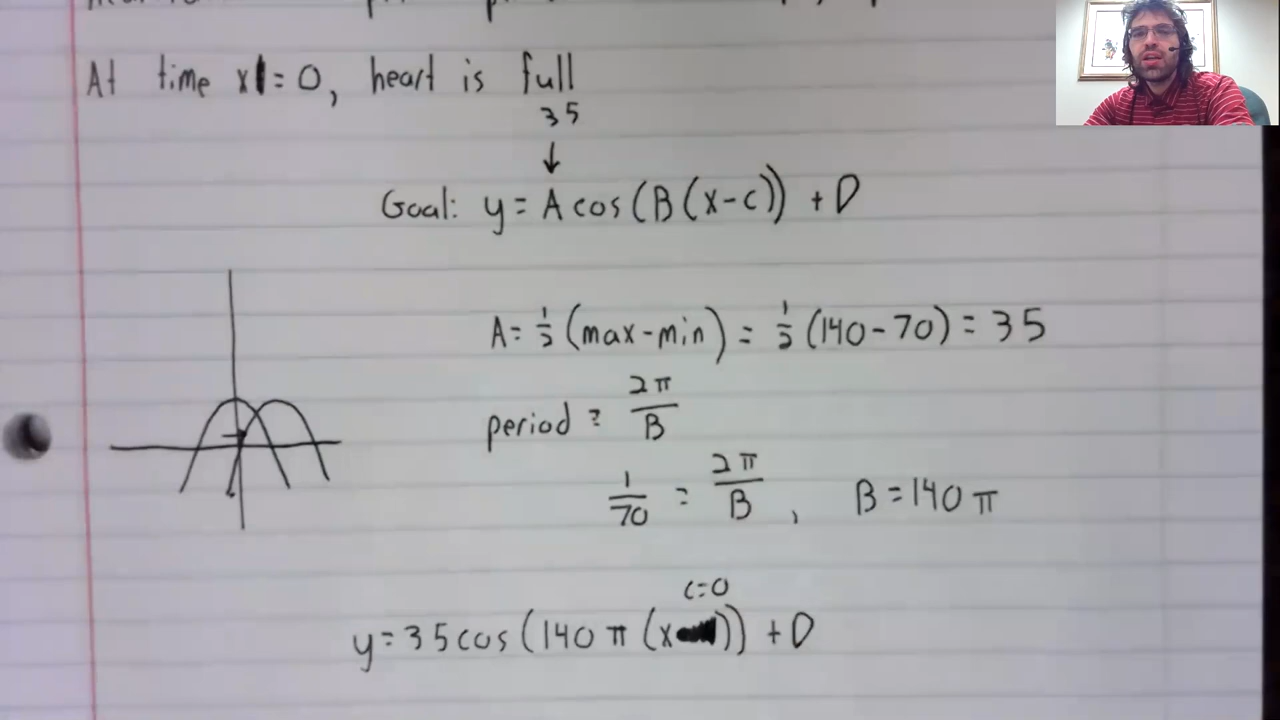 At time x = 0, heart is full
35
↓
Goal: y = A cos(B(x-c)) + D
A = 1/2 (max-min) = 1/2 (140-70) = 35
period = 2π/B
1/70 = 2π/B, B = 140π
c=0
y = 35 cos(140π(x)) + D